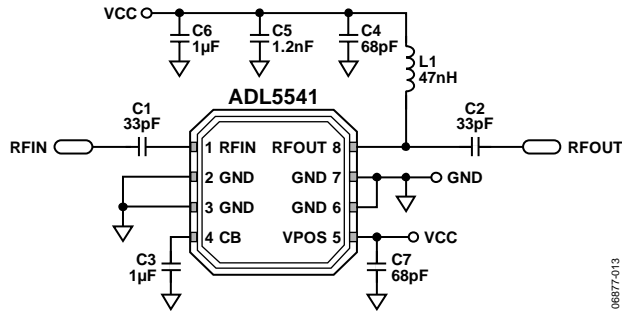 VCC
C6
1µF
C5
1.2nF
C4
68pF
L1
47nH
ADL5541
C1
33pF
C2
33pF
RFIN
1 RFIN
RFOUT 8
RFOUT
2 GND
GND 7
GND
3 GND
GND 6
4 CB
VPOS 5
VCC
C3
1µF
C7
68pF
06877-013